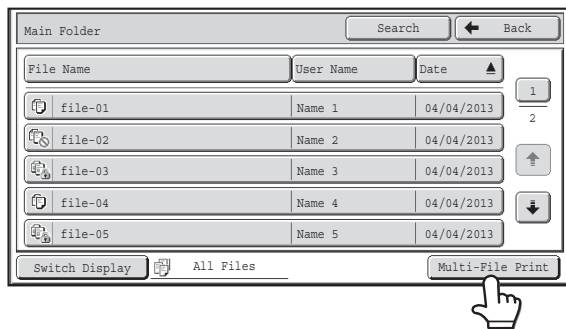 Main Folder Search Back
File Name User Name Date
file-01 Name 1 04/04/2013
file-02 Name 2 04/04/2013
file-03 Name 3 04/04/2013
file-04 Name 4 04/04/2013
file-05 Name 5 04/04/2013
1
2
Switch Display All Files Multi-File Print